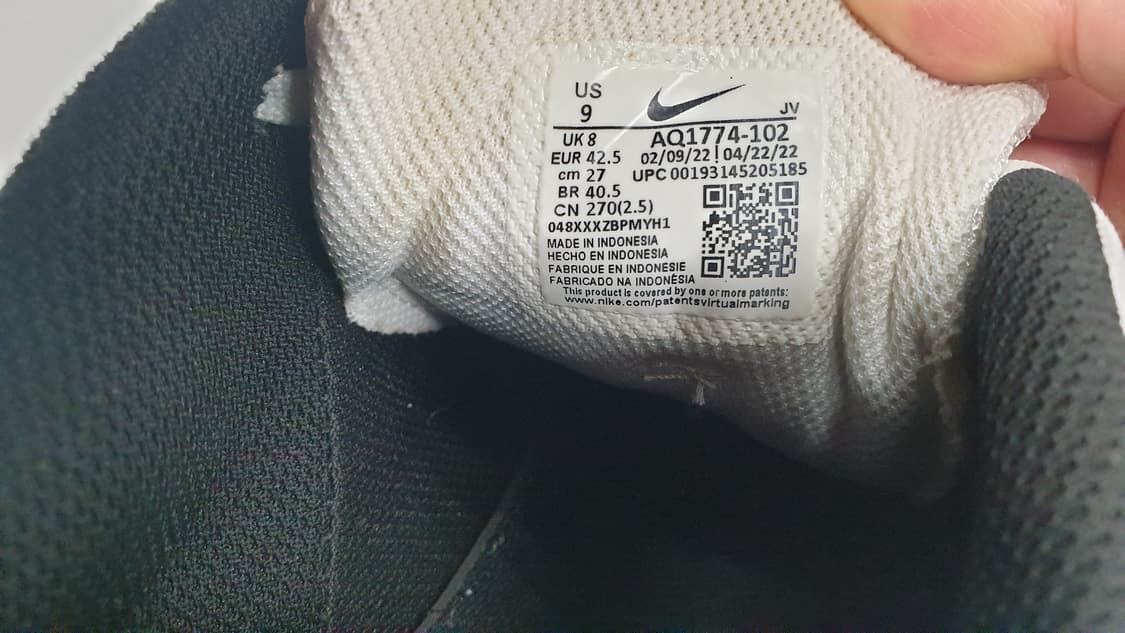 US
9
JV
UK 8 AQ1774-102
EUR 42.5 02/09/22 ! 04/22/22
cm 27 UPC 00193145205185
BR 40.5
CN 270(2.5)
048XXXZBPMYH1
MADE IN INDONESIA
HECHO EN INDONESIA
FABRIQUE EN INDONESIE
FABRICADO NA INDONÉSIA
This product is covered by one or more patents:
www.nike.com/patentsvirtualmarking